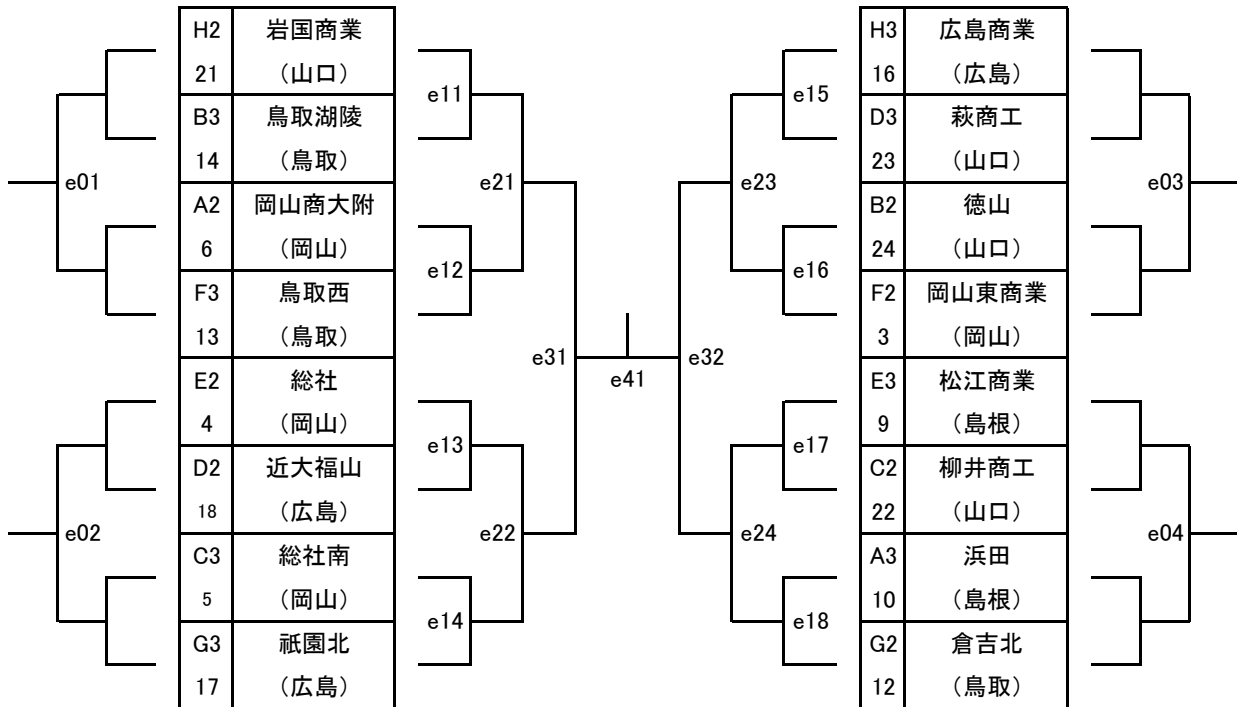 H2 岩国商業
21 （山口）
B3 鳥取湖陵
14 （鳥取）
A2 岡山商大附
6 （岡山）
F3 鳥取西
13 （鳥取）
E2 総社
4 （岡山）
D2 近大福山
18 （広島）
C3 総社南
5 （岡山）
G3 祇園北
17 （広島）
e01
e02
e11
e12
e13
e14
e21
e22
e31
e41
e32
e23
e24
e15
e16
e17
e18
H3 広島商業
16 （広島）
D3 萩商工
23 （山口）
B2 徳山
24 （山口）
F2 岡山東商業
3 （岡山）
E3 松江商業
9 （島根）
C2 柳井商工
22 （山口）
A3 浜田
10 （島根）
G2 倉吉北
12 （鳥取）
e03
e04